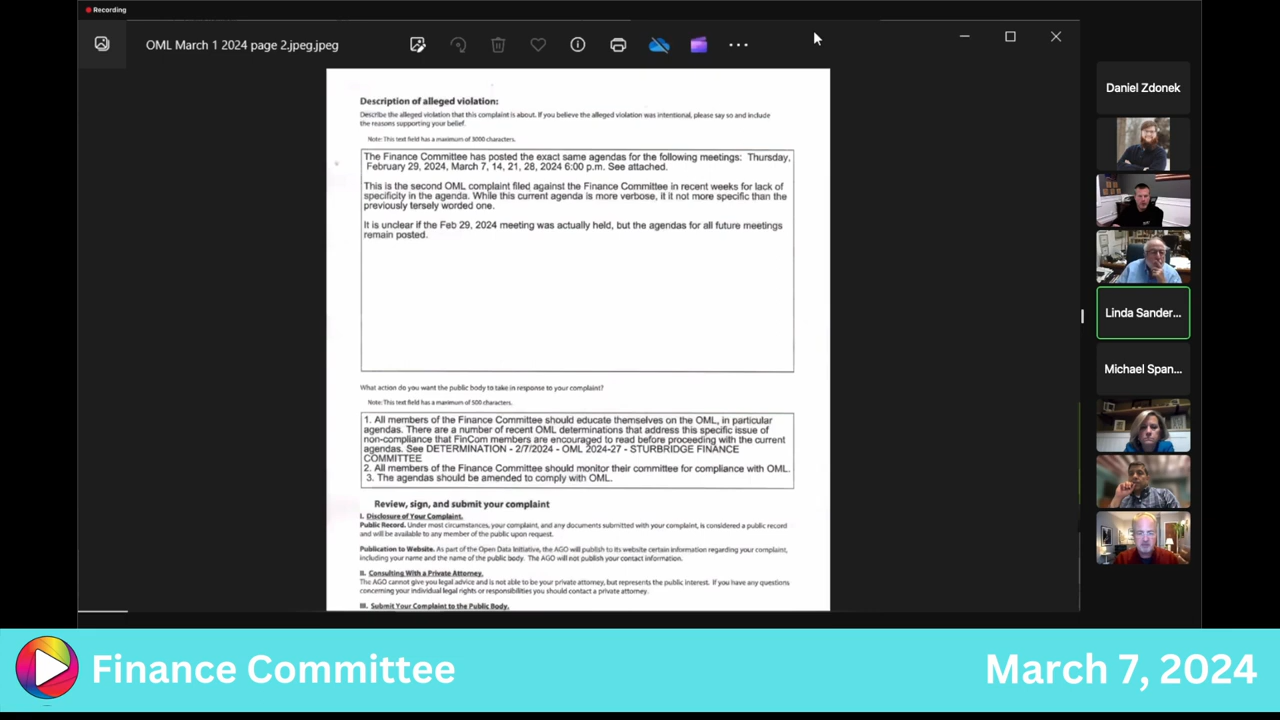 Recording
OML March 1 2024 page 2.jpeg.jpeg
Description of alleged violation:
Describe the alleged violation that this complaint is about. If you believe the alleged violation was intentional, please say so and include
the reasons supporting your belief.
Note: This text field has a maximum of 3000 characters.
The Finance Committee has posted the exact same agendas for the following meetings: Thursday,
February 29, 2024, March 7, 14, 21, 28, 2024 6:00 p.m. See attached.
This is the second OML complaint filed against the Finance Committee in recent weeks for lack of
specificity in the agenda. While this current agenda is more verbose, it it not more specific than the
previously tersely worded one.
It is unclear if the Feb 29, 2024 meeting was actually held, but the agendas for all future meetings
remain posted.
What action do you want the public body to take in response to your complaint?
Note: This text field has a maximum of 500 characters.
1. All members of the Finance Committee should educate themselves on the OML, in particular
agendas. There are a number of recent OML determinations that address this specific issue of
non-compliance that FinCom members are encouraged to read before proceeding with the current
agendas. See DETERMINATION - 2/7/2024 - OML 2024-27 - STURBRIDGE FINANCE
COMMITTEE
2. All members of the Finance Committee should monitor their committee for compliance with OML.
3. The agendas should be amended to comply with OML.
Review, sign, and submit your complaint
I. Disclosure of Your Complaint.
Public Record. Under most circumstances, your complaint, and any documents submitted with your complaint, is considered a public record
and will be available to any member of the public upon request.
Publication to Website. As part of the Open Data Initiative, the AGO will publish to its website certain information regarding your complaint,
including your name and the name of the public body. The AGO will not publish your contact information.
II. Consulting With a Private Attorney.
The AGO cannot give you legal advice and is not able to be your private attorney, but represents the public interest. If you have any questions
concerning your individual legal rights or responsibilities you should contact a private attorney.
III. Submit Your Complaint to the Public Body.
Daniel Zdonek
Linda Sander...
Michael Span...
Finance Committee
March 7, 2024